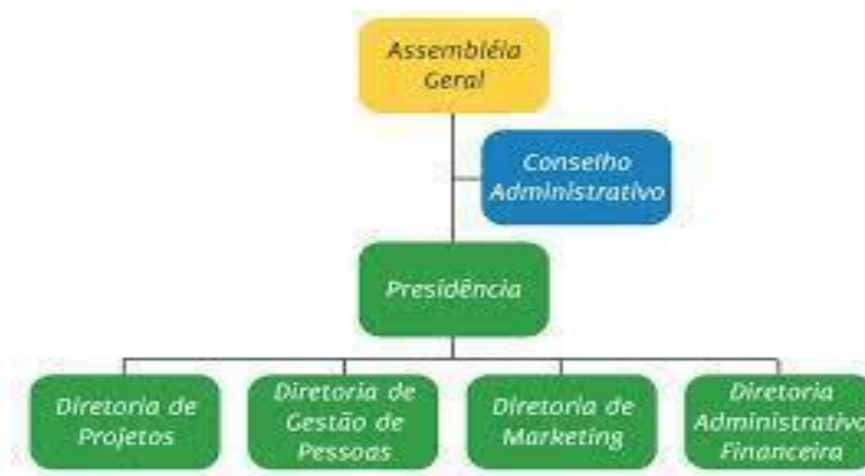 Assembléia
Geral
Conselho
Administrativo
Presidência
Diretoria de
Projetos
Diretoria de
Gestão de
Pessoas
Diretoria de
Marketing
Diretoria
Administrativo
Financeira